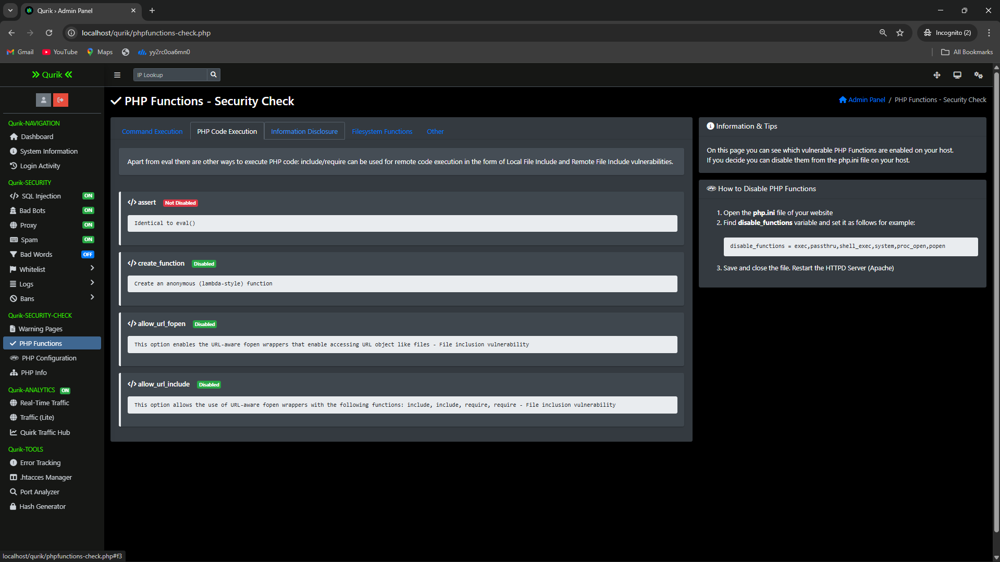 Qurik › Admin Panel
localhost/qurik/phpfunctions-check.php
Incognito (2)
Gmail
YouTube
Maps
yy2rc0oa6mn0
All Bookmarks
Qurik
IP Lookup
Qurik-NAVIGATION
Dashboard
System Information
Login Activity
Qurik-SECURITY
SQL Injection ON
Bad Bots ON
Proxy ON
Spam ON
Bad Words OFF
Whitelist
Logs
Bans
Qurik-SECURITY-CHECK
Warning Pages
PHP Functions
PHP Configuration
PHP Info
Qurik-ANALYTICS ON
Real-Time Traffic
Traffic (Lite)
Quirk Traffic Hub
Qurik-TOOLS
Error Tracking
.htacces Manager
Port Analyzer
Hash Generator
localhost/qurik/phpfunctions-check.php#f3
PHP Functions - Security Check
Admin Panel / PHP Functions - Security Check
Command Execution
PHP Code Execution
Information Disclosure
Filesystem Functions
Other
Apart from eval there are other ways to execute PHP code: include/require can be used for remote code execution in the form of Local File Include and Remote File Include vulnerabilities.
</> assert Not Disabled
Identical to eval()
</> create_function Disabled
Create an anonymous (lambda-style) function
</> allow_url_fopen Disabled
This option enables the URL-aware fopen wrappers that enable accessing URL object like files - File inclusion vulnerability
</> allow_url_include Disabled
This option allows the use of URL-aware fopen wrappers with the following functions: include, include, require, require - File inclusion vulnerability
Information & Tips
On this page you can see which vulnerable PHP Functions are enabled on your host.
If you decide you can disable them from the php.ini file on your host.
php How to Disable PHP Functions
1. Open the php.ini file of your website
2. Find disable_functions variable and set it as follows for example:
disable_functions = exec,passthru,shell_exec,system,proc_open,popen
3. Save and close the file. Restart the HTTPD Server (Apache)